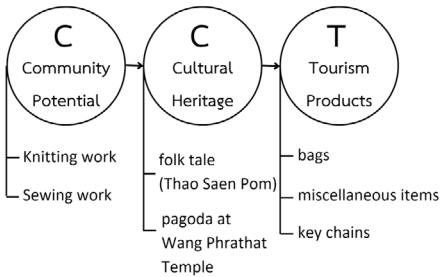 C
Community
Potential
Knitting work
Sewing work
C
Cultural
Heritage
folk tale
(Thao Saen Pom)
pagoda at
Wang Phrathat
Temple
T
Tourism
Products
bags
miscellaneous items
key chains